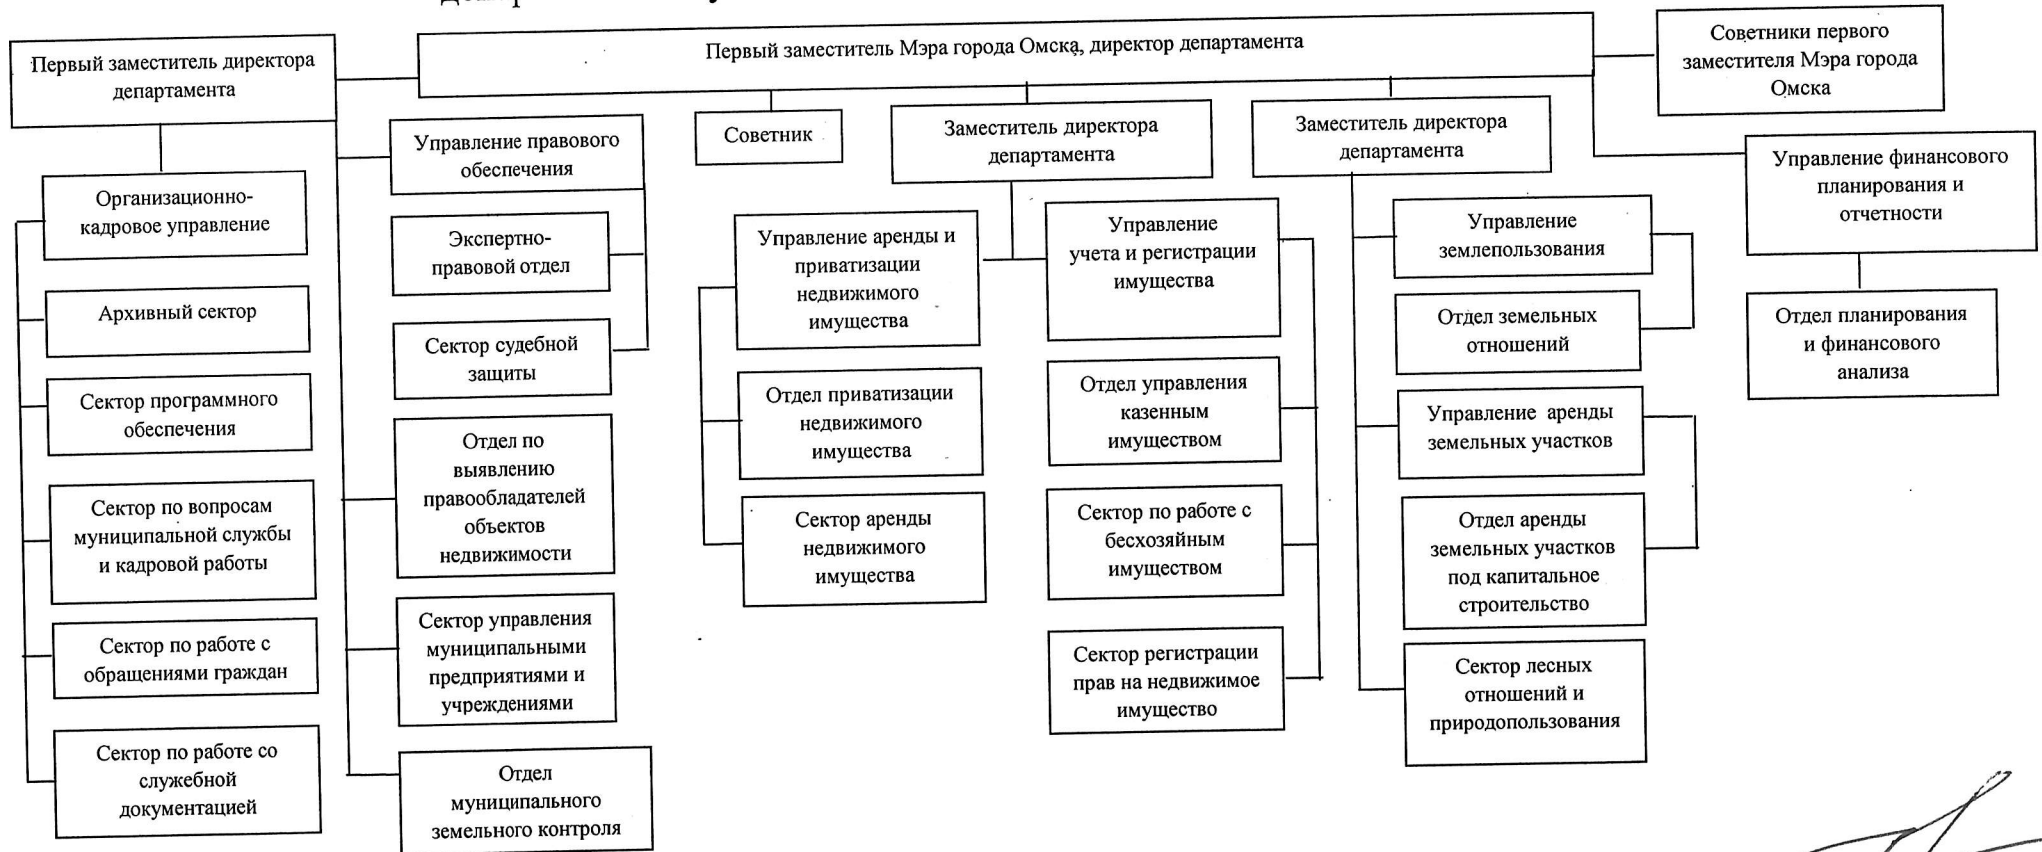 Первый заместитель директора
департамента
Первый заместитель Мэра города Омска, директор департамента
Советники первого
заместителя Мэра города
Омска
Организационно-
кадровое управление
Архивный сектор
Сектор программного
обеспечения
Сектор по вопросам
муниципальной службы
и кадровой работы
Сектор по работе с
обращениями граждан
Сектор по работе со
служебной
документацией
Управление правового
обеспечения
Экспертно-
правовой отдел
Сектор судебной
защиты
Отдел по
выявлению
правообладателей
объектов
недвижимости
Сектор управления
муниципальными
предприятиями и
учреждениями
Отдел
муниципального
земельного контроля
Советник
Заместитель директора
департамента
Управление аренды и
приватизации
недвижимого
имущества
Отдел приватизации
недвижимого
имущества
Сектор аренды
недвижимого
имущества
Управление
учета и регистрации
имущества
Отдел управления
казенным
имуществом
Сектор по работе с
бесхозяйным
имуществом
Сектор регистрации
прав на недвижимое
имущество
Заместитель директора
департамента
Управление
землепользования
Отдел земельных
отношений
Управление аренды
земельных участков
Отдел аренды
земельных участков
под капитальное
строительство
Сектор лесных
отношений и
природопользования
Управление финансового
планирования и
отчетности
Отдел планирования
и финансового
анализа